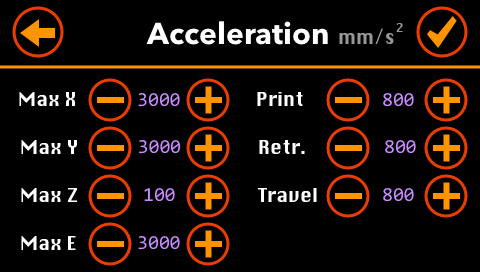 Acceleration mm/s²
Max X 3000 Print 800
Max Y 3000 Retr. 800
Max Z 100 Travel 800
Max E 3000